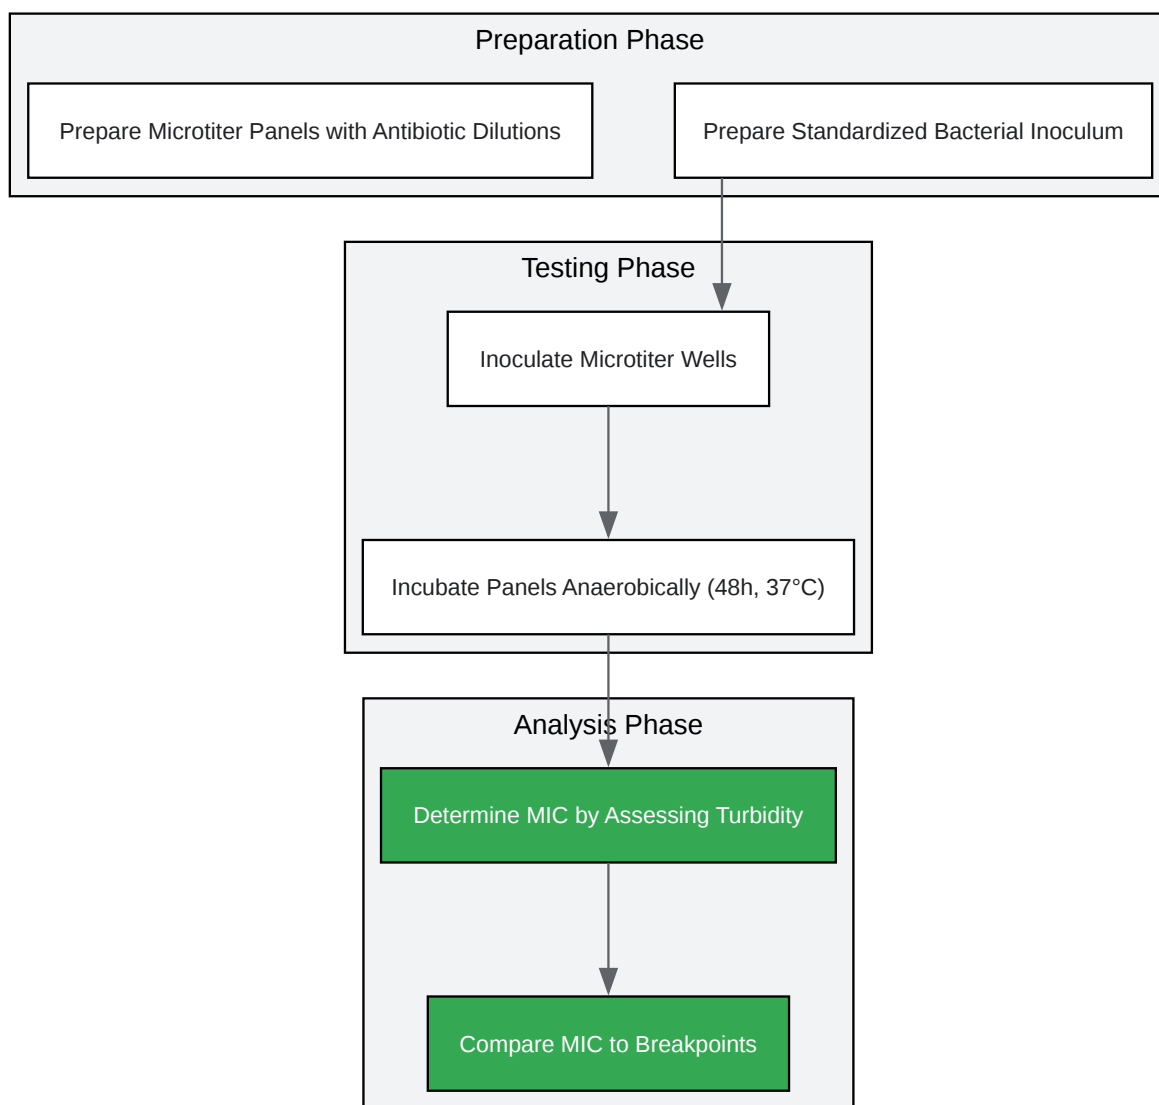 Preparation Phase
Prepare Microtiter Panels with Antibiotic Dilutions
Prepare Standardized Bacterial Inoculum
Testing Phase
Inoculate Microtiter Wells
Incubate Panels Anaerobically (48h, 37°C)
Analysis Phase
Determine MIC by Assessing Turbidity
Compare MIC to Breakpoints